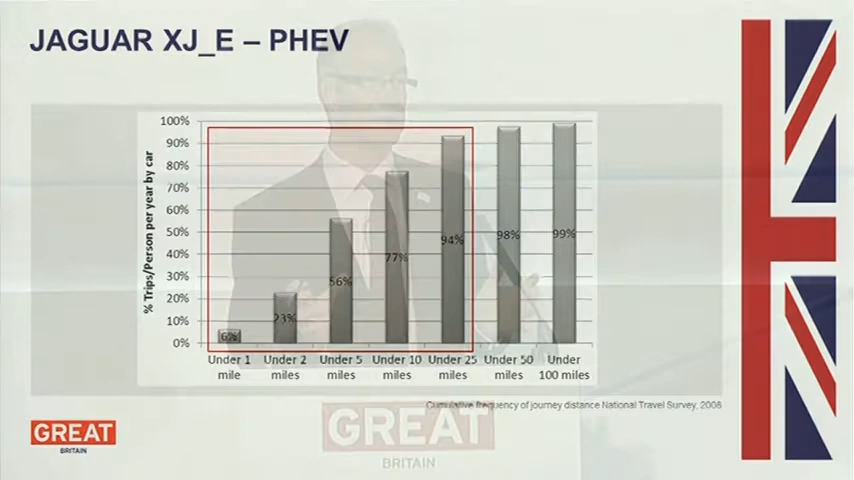 JAGUAR XJ_E – PHEV
% Trips/Person per year by car
100%
90%
80%
70%
60%
50%
40%
30%
20%
10%
0%
6%
23%
56%
77%
94%
98%
99%
Under 1 mile
Under 2 miles
Under 5 miles
Under 10 miles
Under 25 miles
Under 50 miles
Under 100 miles
Cumulative frequency of journey distance National Travel Survey, 2008
GREAT
BRITAIN
GREAT
BRITAIN